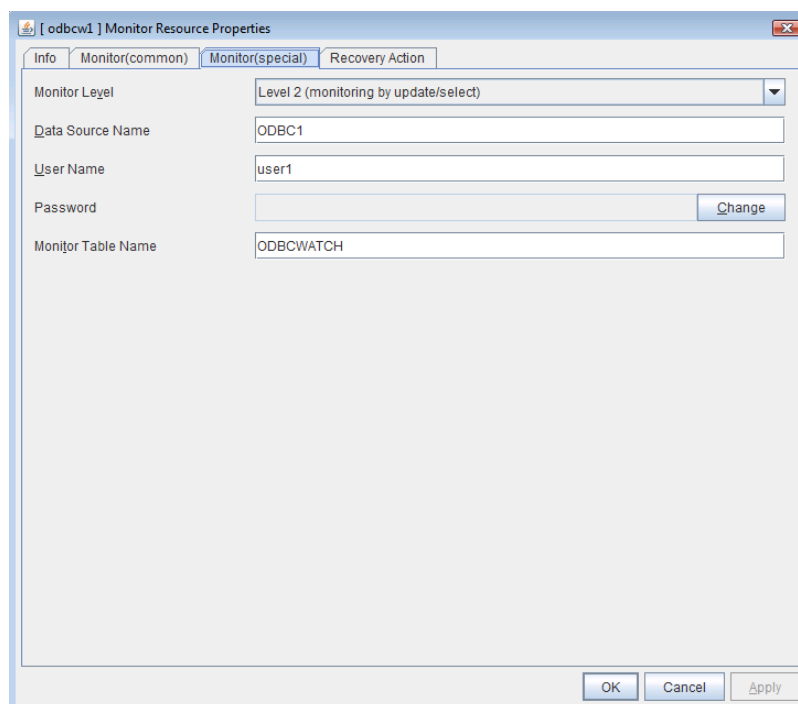 [ odbcw1 ] Monitor Resource Properties
Info Monitor(common) Monitor(special) Recovery Action
Monitor Level Level 2 (monitoring by update/select)
Data Source Name ODBC1
User Name user1
Password Change
Monitor Table Name ODBCWATCH
OK Cancel Apply